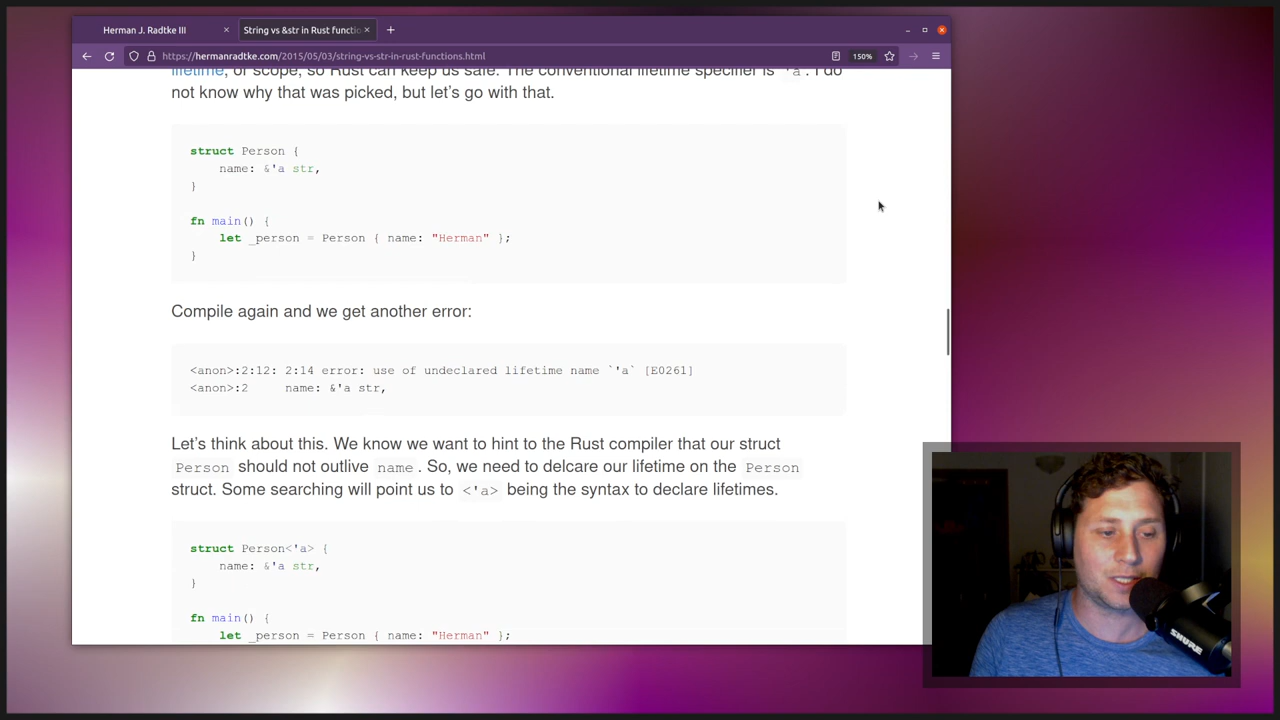 Herman J. Radtke III
String vs &str in Rust functio
https://hermanradtke.com/2015/05/03/string-vs-str-in-rust-functions.html
150%
lifetime, or scope, so Rust can keep us safe. The conventional lifetime specifier is 'a. I do
not know why that was picked, but let's go with that.
struct Person {
name: &'a str,
}
fn main() {
let _person = Person { name: "Herman" };
}
Compile again and we get another error:
<anon>:2:12: 2:14 error: use of undeclared lifetime name `'a` [E0261]
<anon>:2 name: &'a str,
Let's think about this. We know we want to hint to the Rust compiler that our struct
Person should not outlive name. So, we need to delcare our lifetime on the Person
struct. Some searching will point us to <'a> being the syntax to declare lifetimes.
struct Person<'a> {
name: &'a str,
}
fn main() {
let _person = Person { name: "Herman" };
SHURE